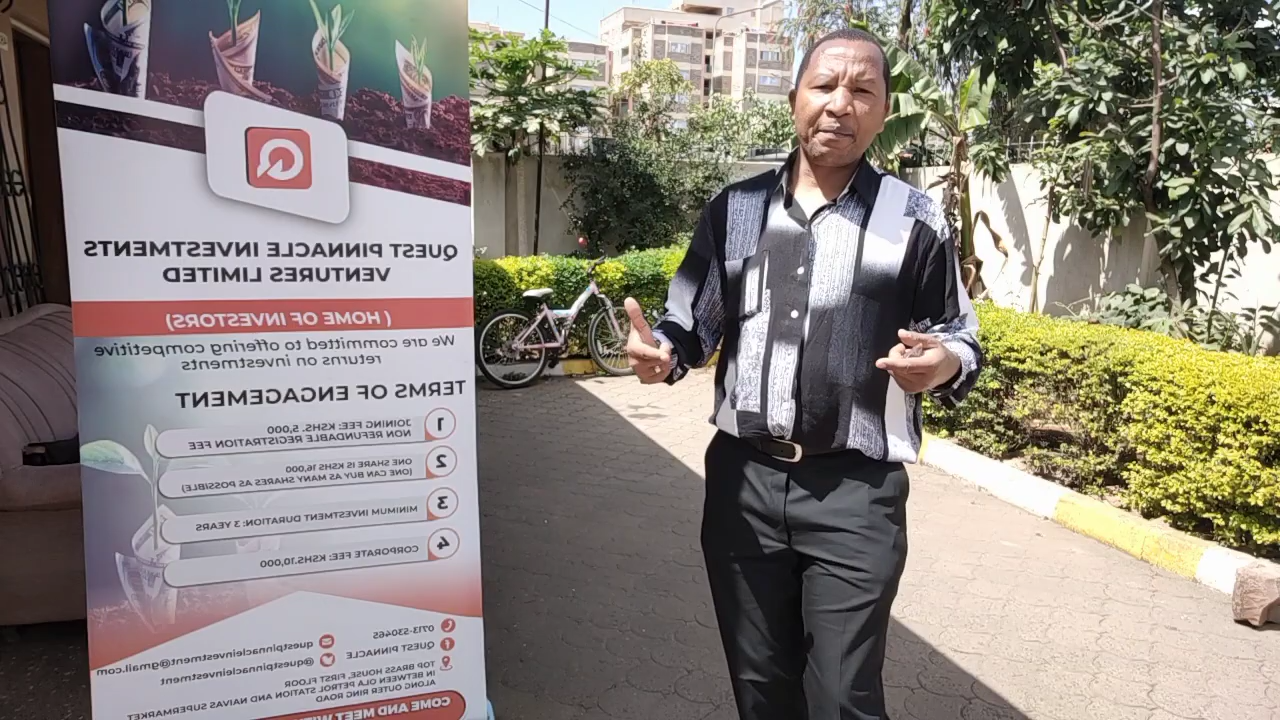 QUEST PINNACLE INVESTMENTS
VENTURES LIMITED
( HOME OF INVESTORS)
We are committed to offering competitive
returns on investments
TERMS OF ENGAGEMENT
1
JOINING FEE: KSHS. 5,000
NON REFUNDABLE REGISTRATION FEE
2
ONE SHARE IS KSHS 16,000
(ONE CAN BUY AS MANY SHARES AS POSSIBLE)
3
MINIMUM INVESTMENT DURATION: 3 YEARS
4
CORPORATE FEE: KSHS.10,000
0713-530465
questpinnacleinvestment@gmail.com
QUEST PINNACLE
@questpinnacleinvestment
TOP BRASS HOUSE, FIRST FLOOR
IN BETWEEN OLA PETROL STATION AND NAIVAS SUPERMARKET
ALONG OUTER RING ROAD
COME AND MEET